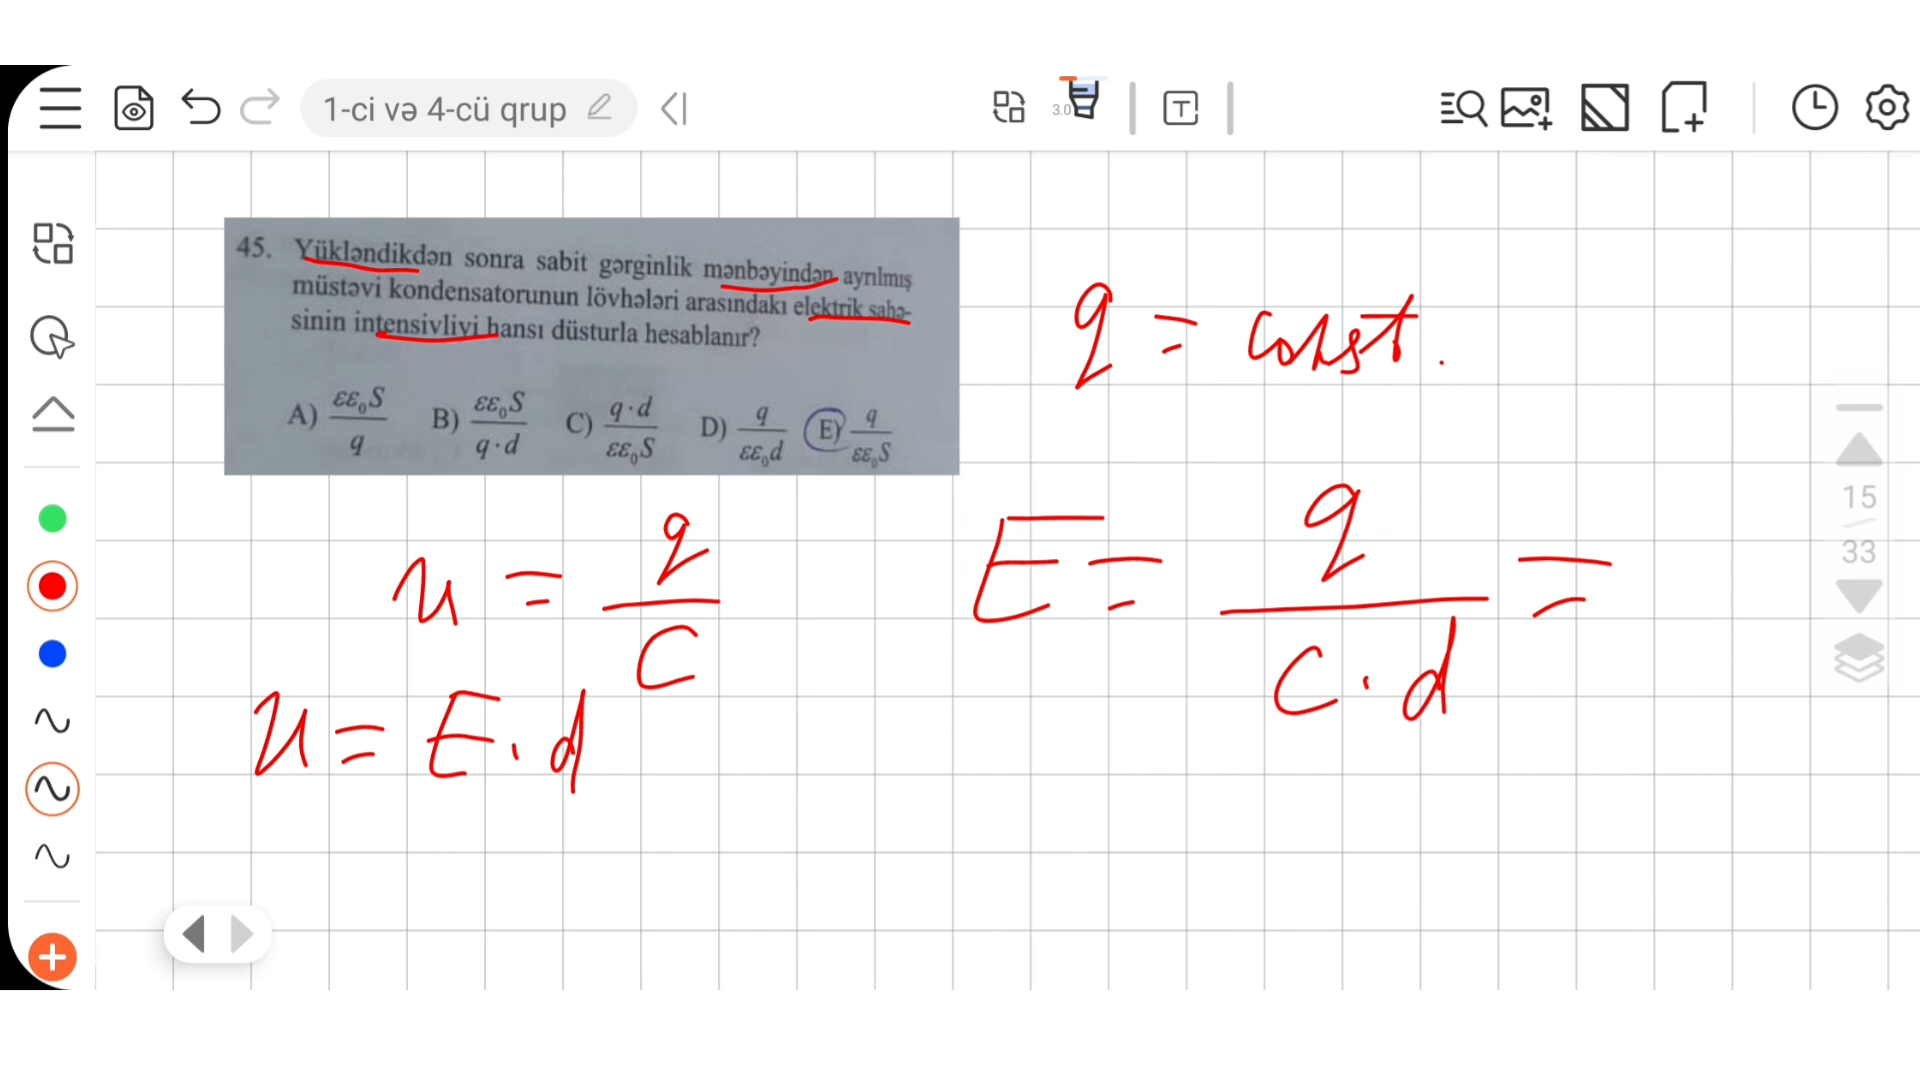 1-ci və 4-cü qrup
3.0
T
45. Yükləndikdən sonra sabit gərginlik mənbəyindən ayrılmış
müstəvi kondensatorunun lövhələri arasındakı elektrik sahə-
sinin intensivliyi hansı düsturla hesablanır?
A) εε₀S/q B) εε₀S/q·d C) q·d/εε₀S D) q/εε₀d E) q/εε₀S
q = const.
u = q/C
E = q/C·d =
u = E·d
15
33